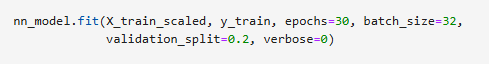 nn_model.fit(X_train_scaled, y_train, epochs=30, batch_size=32,
validation_split=0.2, verbose=0)